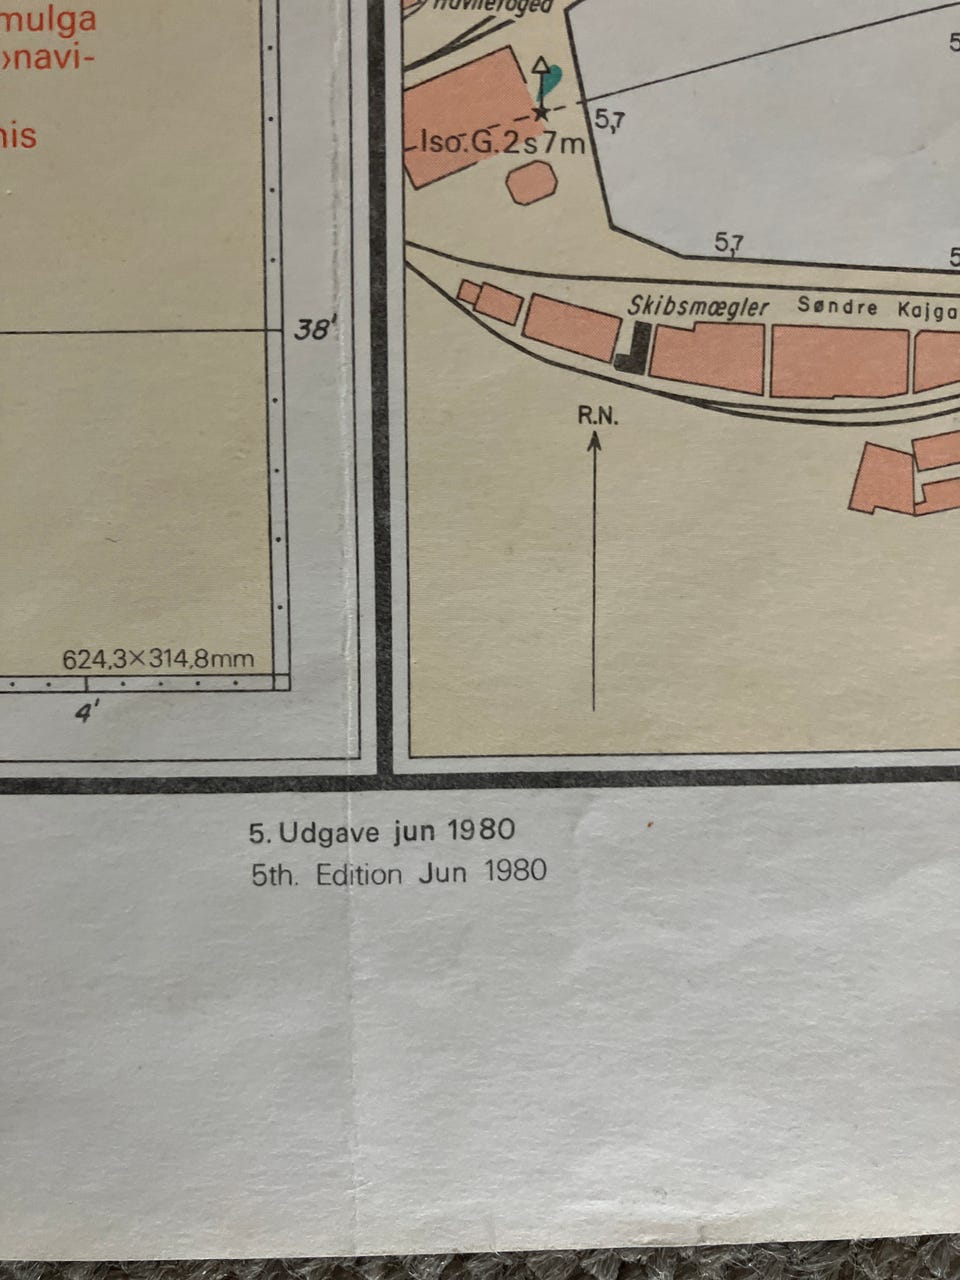 mulga
›navi-
nis
38'
624,3×314,8mm
4'
Havnefoged
5,7
Iso.G.2s7m
5,7
Skibsmægler Søndre Kajga
R.N.
5. Udgave jun 1980
5th. Edition Jun 1980